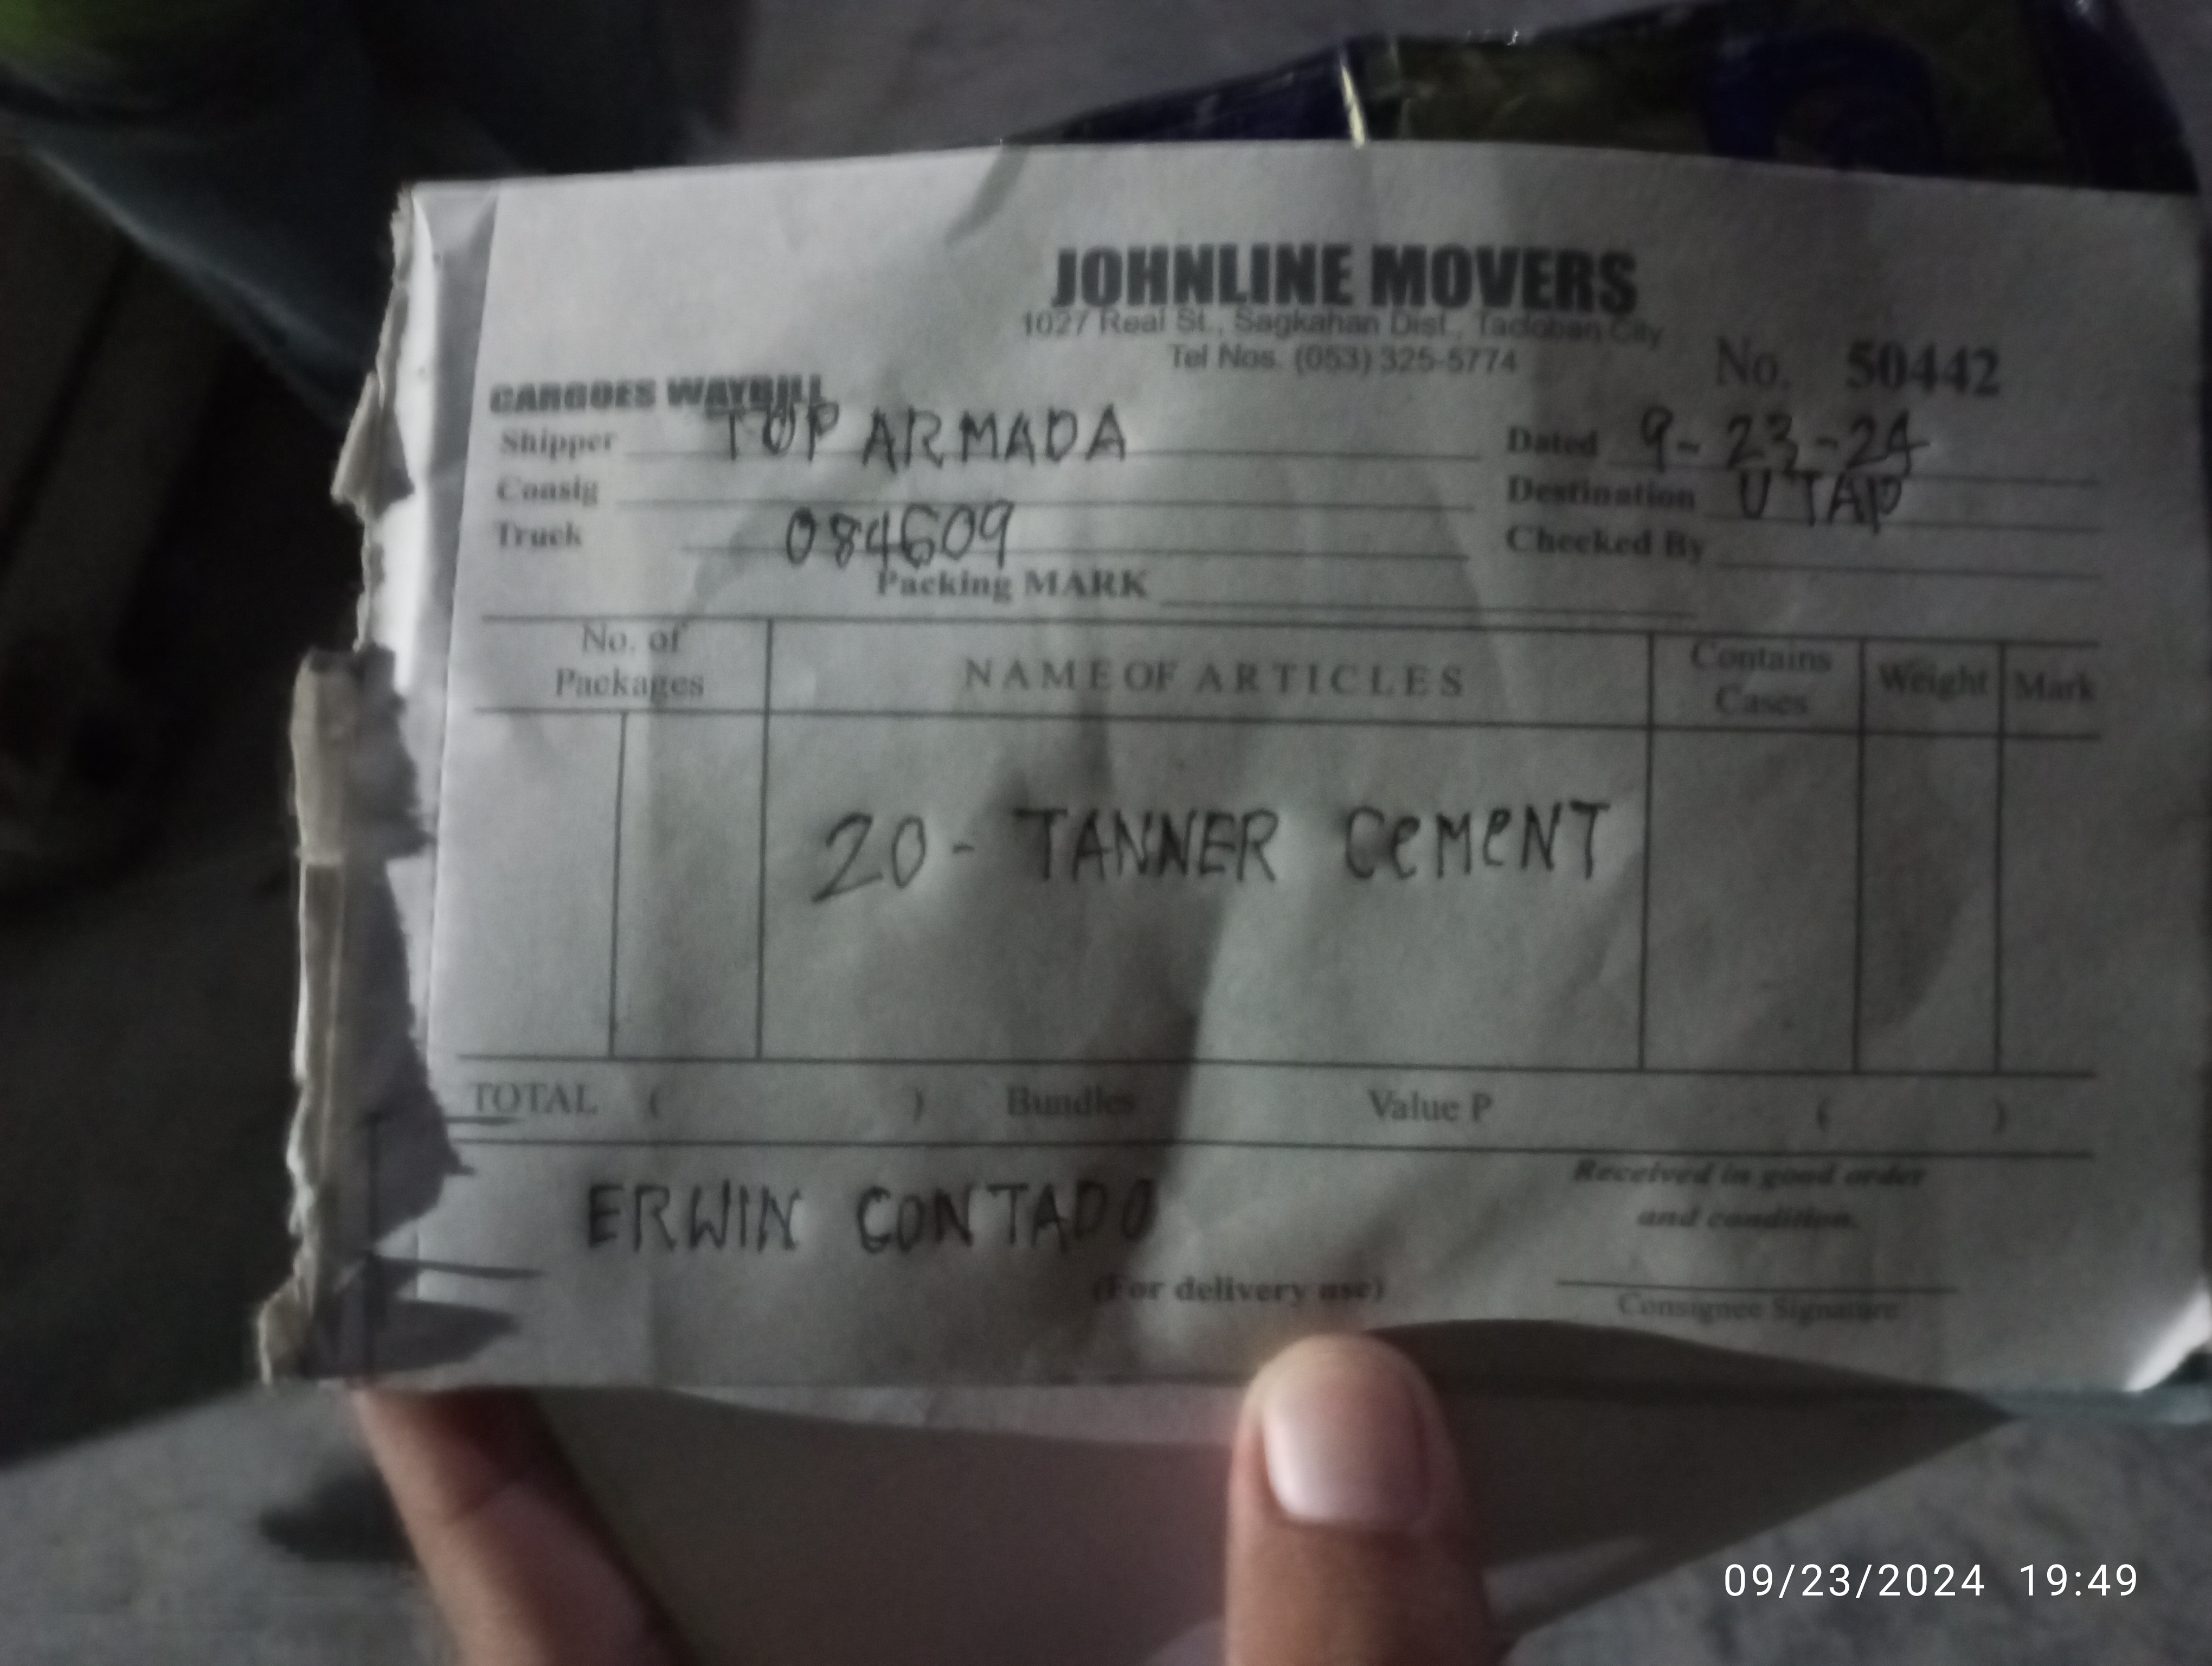 JOHNLINE MOVERS
1027 Real St., Sagkahan Dist., Tacloban City
Tel Nos. (053) 325-5774
No. 50442
CARGOES WAYBILL
Shipper TOP ARMADA Dated 9-23-24
Consig Destination UTAP
Truck 084609 Checked By
Packing MARK
No. of Packages NAME OF ARTICLES Contains Cases Weight Mark
20 - TANNER CEMENT
TOTAL ( ) Bundles Value P ( )
ERWIN CONTADO
Received in good order
and condition.
(For delivery use)
Consignee Signature
09/23/2024 19:49